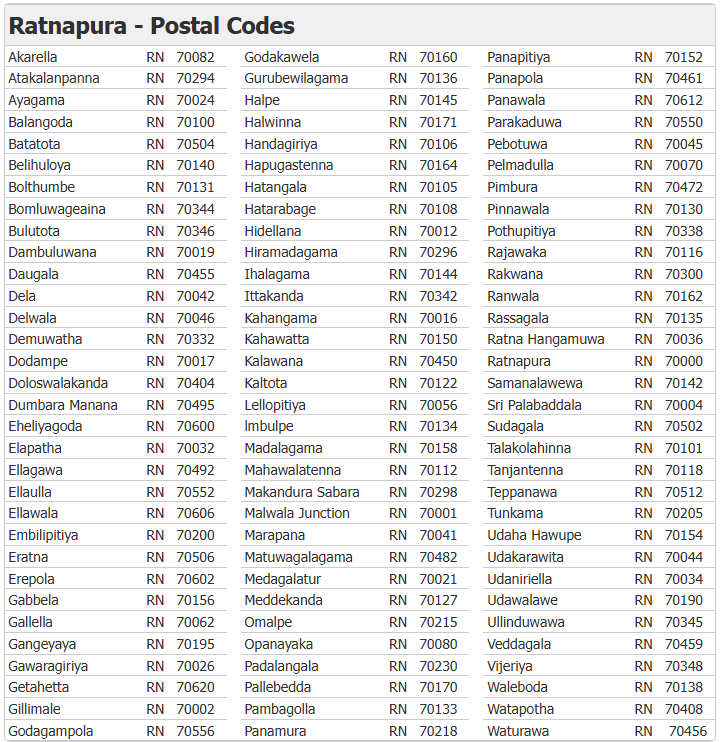 Ratnapura - Postal Codes
Akarella RN 70082 Godakawela RN 70160 Panapitiya RN 70152
Atakalanpanna RN 70294 Gurubewilagama RN 70136 Panapola RN 70461
Ayagama RN 70024 Halpe RN 70145 Panawala RN 70612
Balangoda RN 70100 Halwinna RN 70171 Parakaduwa RN 70550
Batatota RN 70504 Handagiriya RN 70106 Pebotuwa RN 70045
Belihuloya RN 70140 Hapugastenna RN 70164 Pelmadulla RN 70070
Bolthumbe RN 70131 Hatangala RN 70105 Pimbura RN 70472
Bomluwageaina RN 70344 Hatarabage RN 70108 Pinnawala RN 70130
Bulutota RN 70346 Hidellana RN 70012 Pothupitiya RN 70338
Dambuluwana RN 70019 Hiramadagama RN 70296 Rajawaka RN 70116
Daugala RN 70455 Ihalagama RN 70144 Rakwana RN 70300
Dela RN 70042 Ittakanda RN 70342 Ranwala RN 70162
Delwala RN 70046 Kahangama RN 70016 Rassagala RN 70135
Demuwatha RN 70332 Kahawatta RN 70150 Ratna Hangamuwa RN 70036
Dodampe RN 70017 Kalawana RN 70450 Ratnapura RN 70000
Doloswalakanda RN 70404 Kaltota RN 70122 Samanalawewa RN 70142
Dumbara Manana RN 70495 Lellopitiya RN 70056 Sri Palabaddala RN 70004
Eheliyagoda RN 70600 lmbulpe RN 70134 Sudagala RN 70502
Elapatha RN 70032 Madalagama RN 70158 Talakolahinna RN 70101
Ellagawa RN 70492 Mahawalatenna RN 70112 Tanjantenna RN 70118
Ellaulla RN 70552 Makandura Sabara RN 70298 Teppanawa RN 70512
Ellawala RN 70606 Malwala Junction RN 70001 Tunkama RN 70205
Embilipitiya RN 70200 Marapana RN 70041 Udaha Hawupe RN 70154
Eratna RN 70506 Matuwagalagama RN 70482 Udakarawita RN 70044
Erepola RN 70602 Medagalatur RN 70021 Udaniriella RN 70034
Gabbela RN 70156 Meddekanda RN 70127 Udawalawe RN 70190
Gallella RN 70062 Omalpe RN 70215 Ullinduwawa RN 70345
Gangeyaya RN 70195 Opanayaka RN 70080 Veddagala RN 70459
Gawaragiriya RN 70026 Padalangala RN 70230 Vijeriya RN 70348
Getahetta RN 70620 Pallebedda RN 70170 Waleboda RN 70138
Gillimale RN 70002 Pambagolla RN 70133 Watapotha RN 70408
Godagampola RN 70556 Panamura RN 70218 Waturawa RN 70456